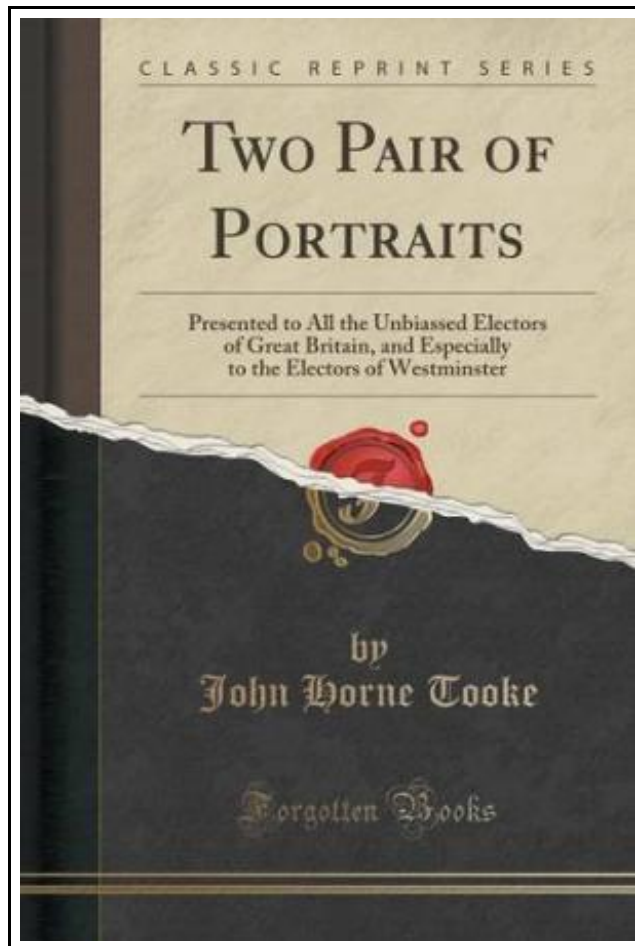 CLASSIC REPRINT SERIES
TWO PAIR OF
PORTRAITS
Presented to All the Unbiassed Electors
of Great Britain, and Especially
to the Electors of Westminster
F
by
John Horne Tooke
Forgotten Books